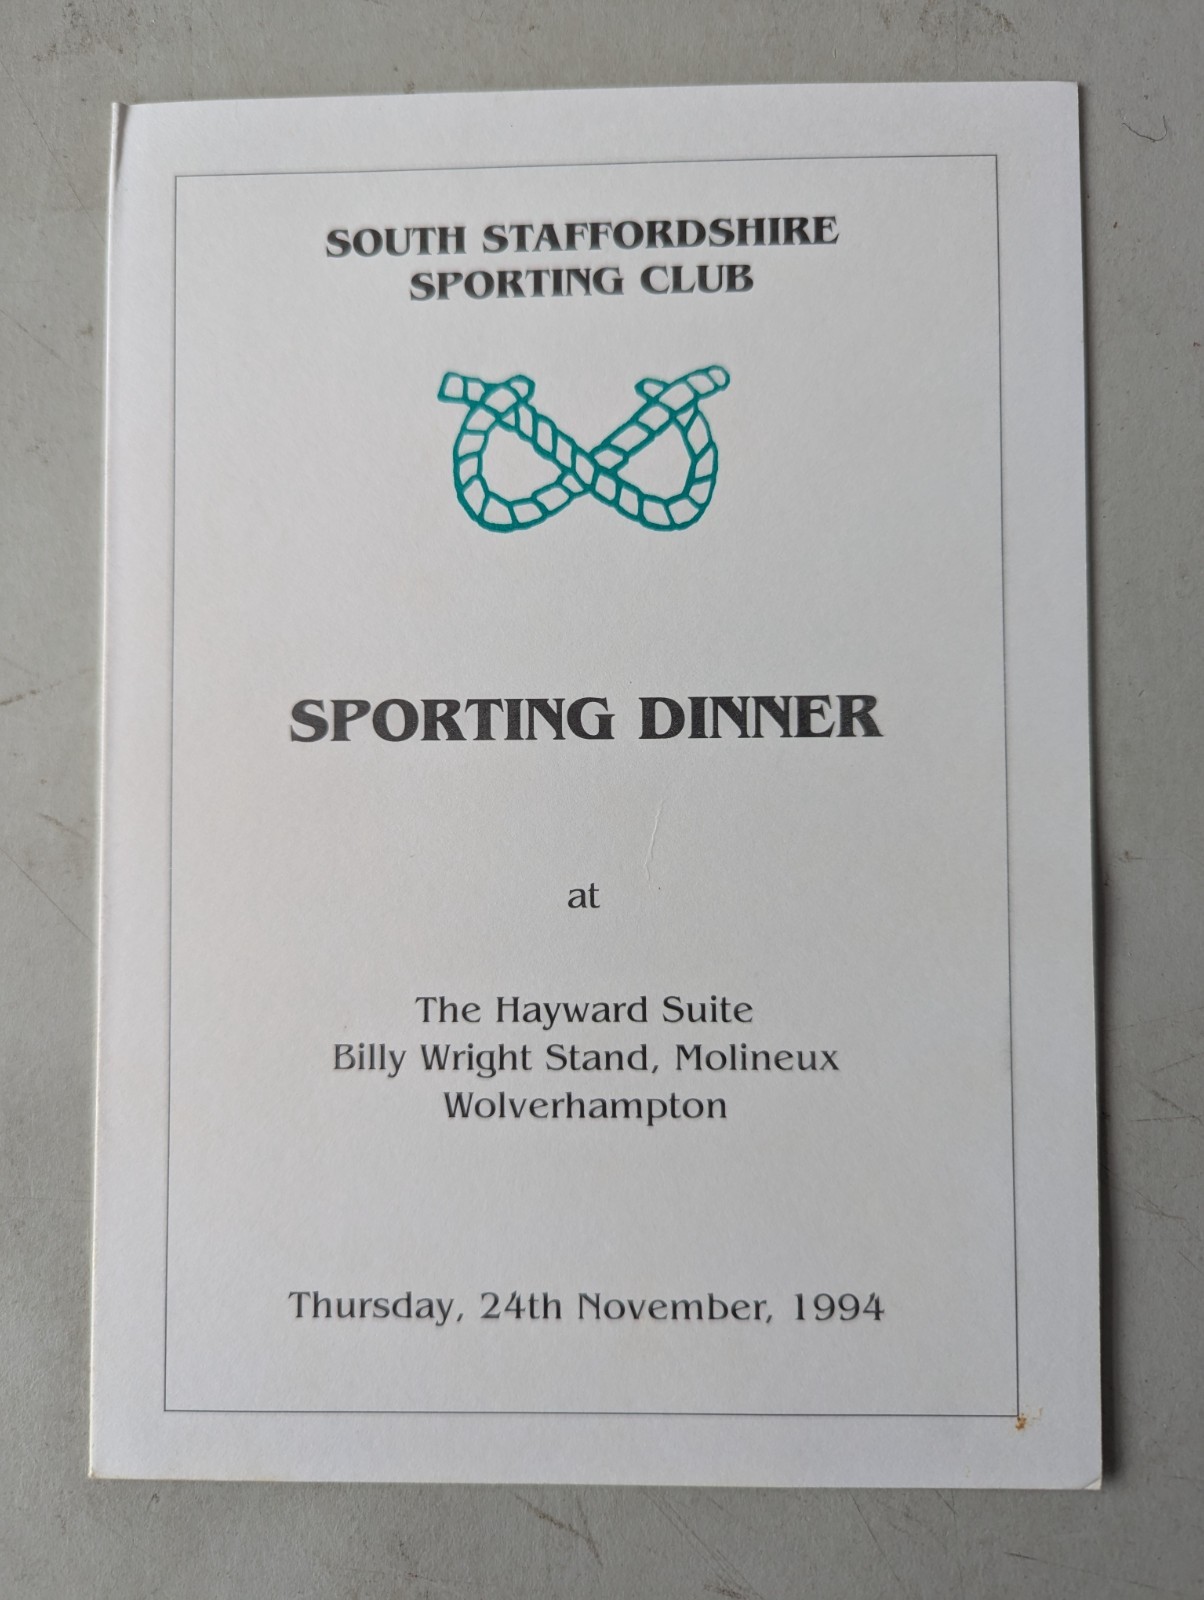 SOUTH STAFFORDSHIRE
SPORTING CLUB
SPORTING DINNER
at
The Hayward Suite
Billy Wright Stand, Molineux
Wolverhampton
Thursday, 24th November, 1994